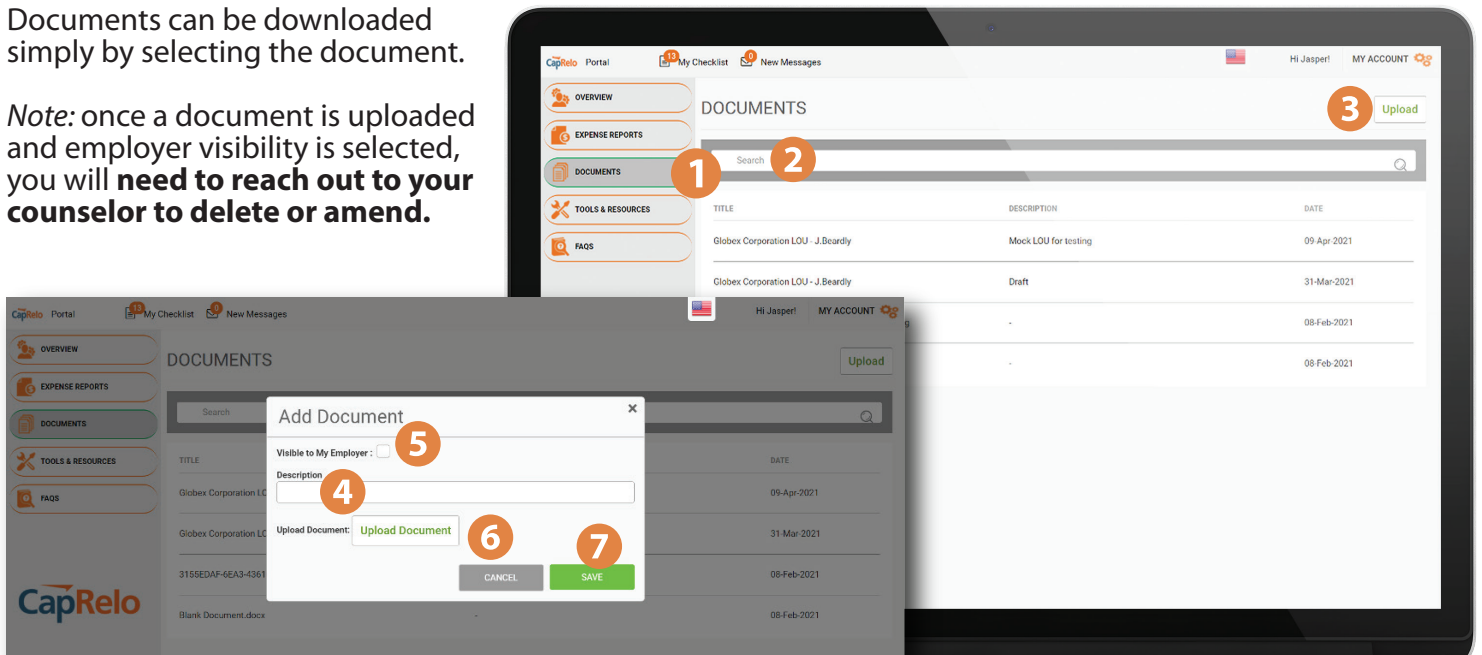 Documents can be downloaded
simply by selecting the document.
Note: once a document is uploaded
and employer visibility is selected,
you will need to reach out to your
counselor to delete or amend.
CapRelo Portal 13 My Checklist 0 New Messages Hi Jasper! MY ACCOUNT
OVERVIEW
EXPENSE REPORTS
DOCUMENTS
TOOLS & RESOURCES
FAQS
DOCUMENTS
3 Upload
1
Search 2
TITLE DESCRIPTION DATE
Globex Corporation LOU - J.Beardly Mock LOU for testing 09-Apr-2021
Globex Corporation LOU - J.Beardly Draft 31-Mar-2021
g - 08-Feb-2021
- 08-Feb-2021
CapRelo Portal 13 My Checklist 0 New Messages Hi Jasper! MY ACCOUNT
OVERVIEW
EXPENSE REPORTS
DOCUMENTS
TOOLS & RESOURCES
FAQS
CapRelo
DOCUMENTS Upload
Search
TITLE DATE
Globex Corporation LO 09-Apr-2021
Globex Corporation LO 31-Mar-2021
3155EDAF-6EA3-4361 08-Feb-2021
Blank Document.docx - 08-Feb-2021
Add Document ×
Visible to My Employer : 5
Description
4
Upload Document: Upload Document 6
7
CANCEL SAVE